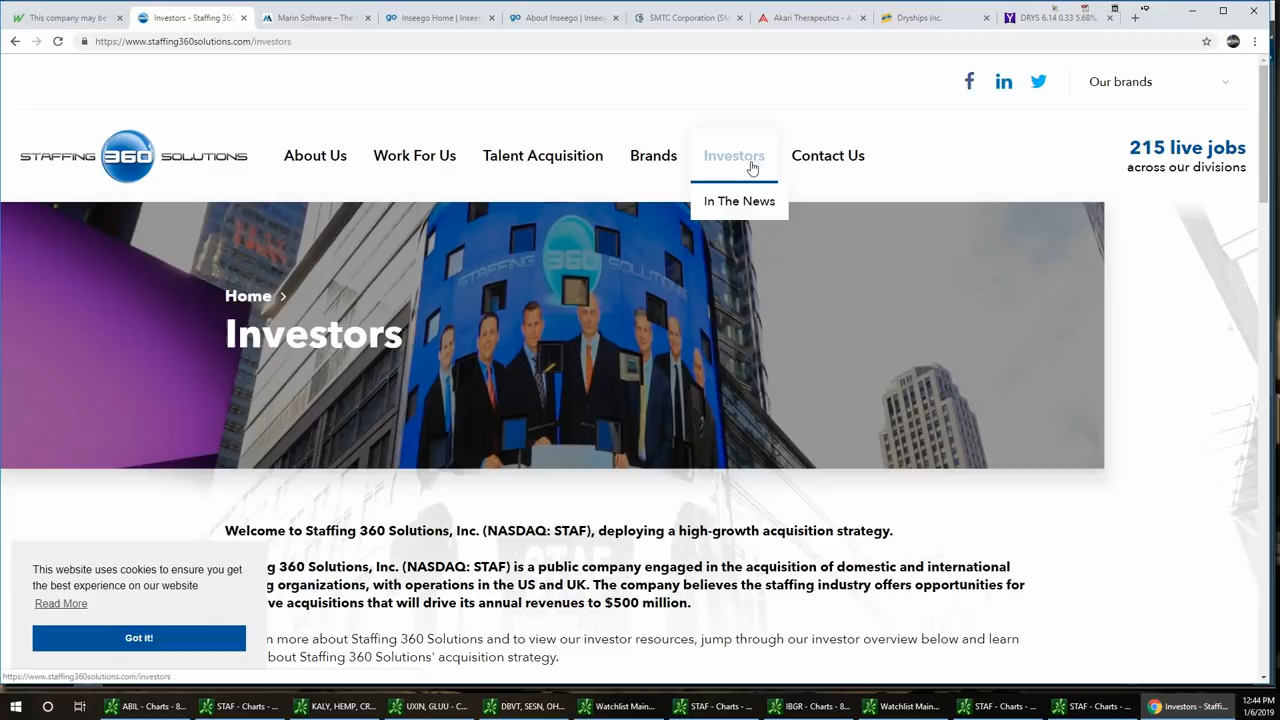 This company may be
Investors - Staffing 360
Marin Software – The
Inseego Home | Insee
About Inseego | Inseeg
SMTC Corporation (SM
Akari Therapeutics - A
Dryships Inc.
DRYS 6.14 0.33 5.68%
https://www.staffing360solutions.com/investors
Our brands
STAFFING 360 SOLUTIONS
About Us
Work For Us
Talent Acquisition
Brands
Investors
Contact Us
215 live jobs
across our divisions
In The News
STAFFING 360 SOLUTIONS
Home >
Investors
Welcome to Staffing 360 Solutions, Inc. (NASDAQ: STAF), deploying a high-growth acquisition strategy.
g 360 Solutions, Inc. (NASDAQ: STAF) is a public company engaged in the acquisition of domestic and international
g organizations, with operations in the US and UK. The company believes the staffing industry offers opportunities for
ve acquisitions that will drive its annual revenues to $500 million.
n more about Staffing 360 Solutions and to view our investor resources, jump through our investor overview below and learn
bout Staffing 360 Solutions' acquisition strategy.
This website uses cookies to ensure you get
the best experience on our website
Read More
Got it!
https://www.staffing360solutions.com/investors
ABIL - Charts - 8...
STAF - Charts - ...
KALY, HEMP, CR...
UXIN, GLUU - C...
DBVT, SESN, OH...
Watchlist Main...
STAF - Charts - ...
IBGR - Charts - 8...
Watchlist Main...
STAF - Charts - ...
STAF - Charts - ...
Investors - Staffi...
12:44 PM
1/6/2019